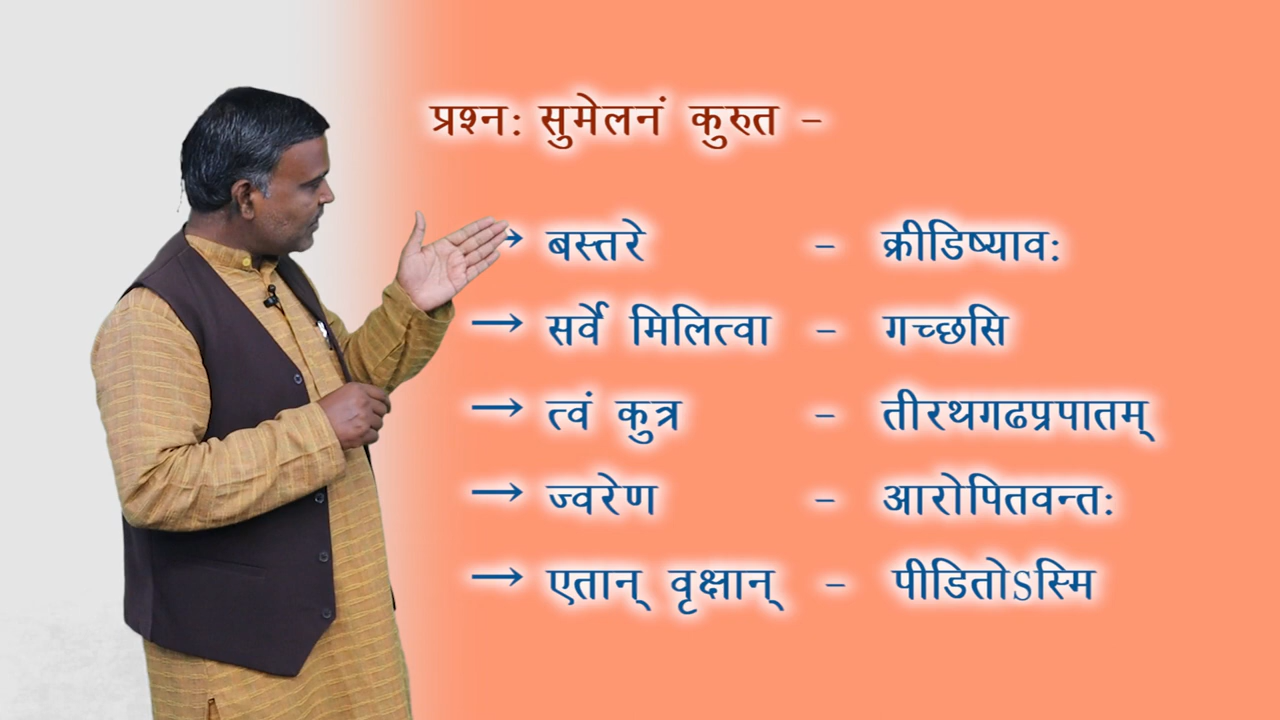 प्रश्न: सुमेलनं कुरुत –
→ बस्तरे – क्रीडिष्याव:
→ सर्वे मिलित्वा – गच्छसि
→ त्वं कुत्र – तीरथगढप्रपातम्
→ ज्वरेण – आरोपितवन्त:
→ एतान् वृक्षान् – पीडितोऽस्मि